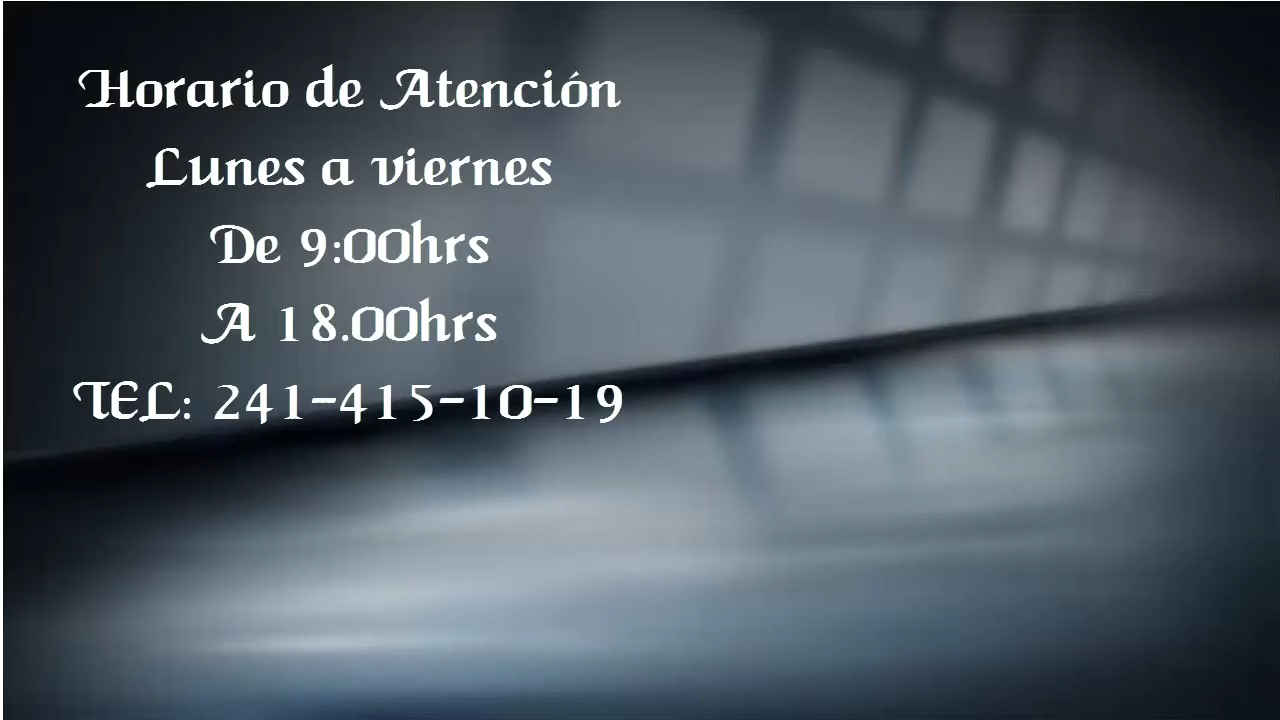 Horario de Atención
Lunes a viernes
De 9:00hrs
A 18.00hrs
TEL: 241-415-10-19